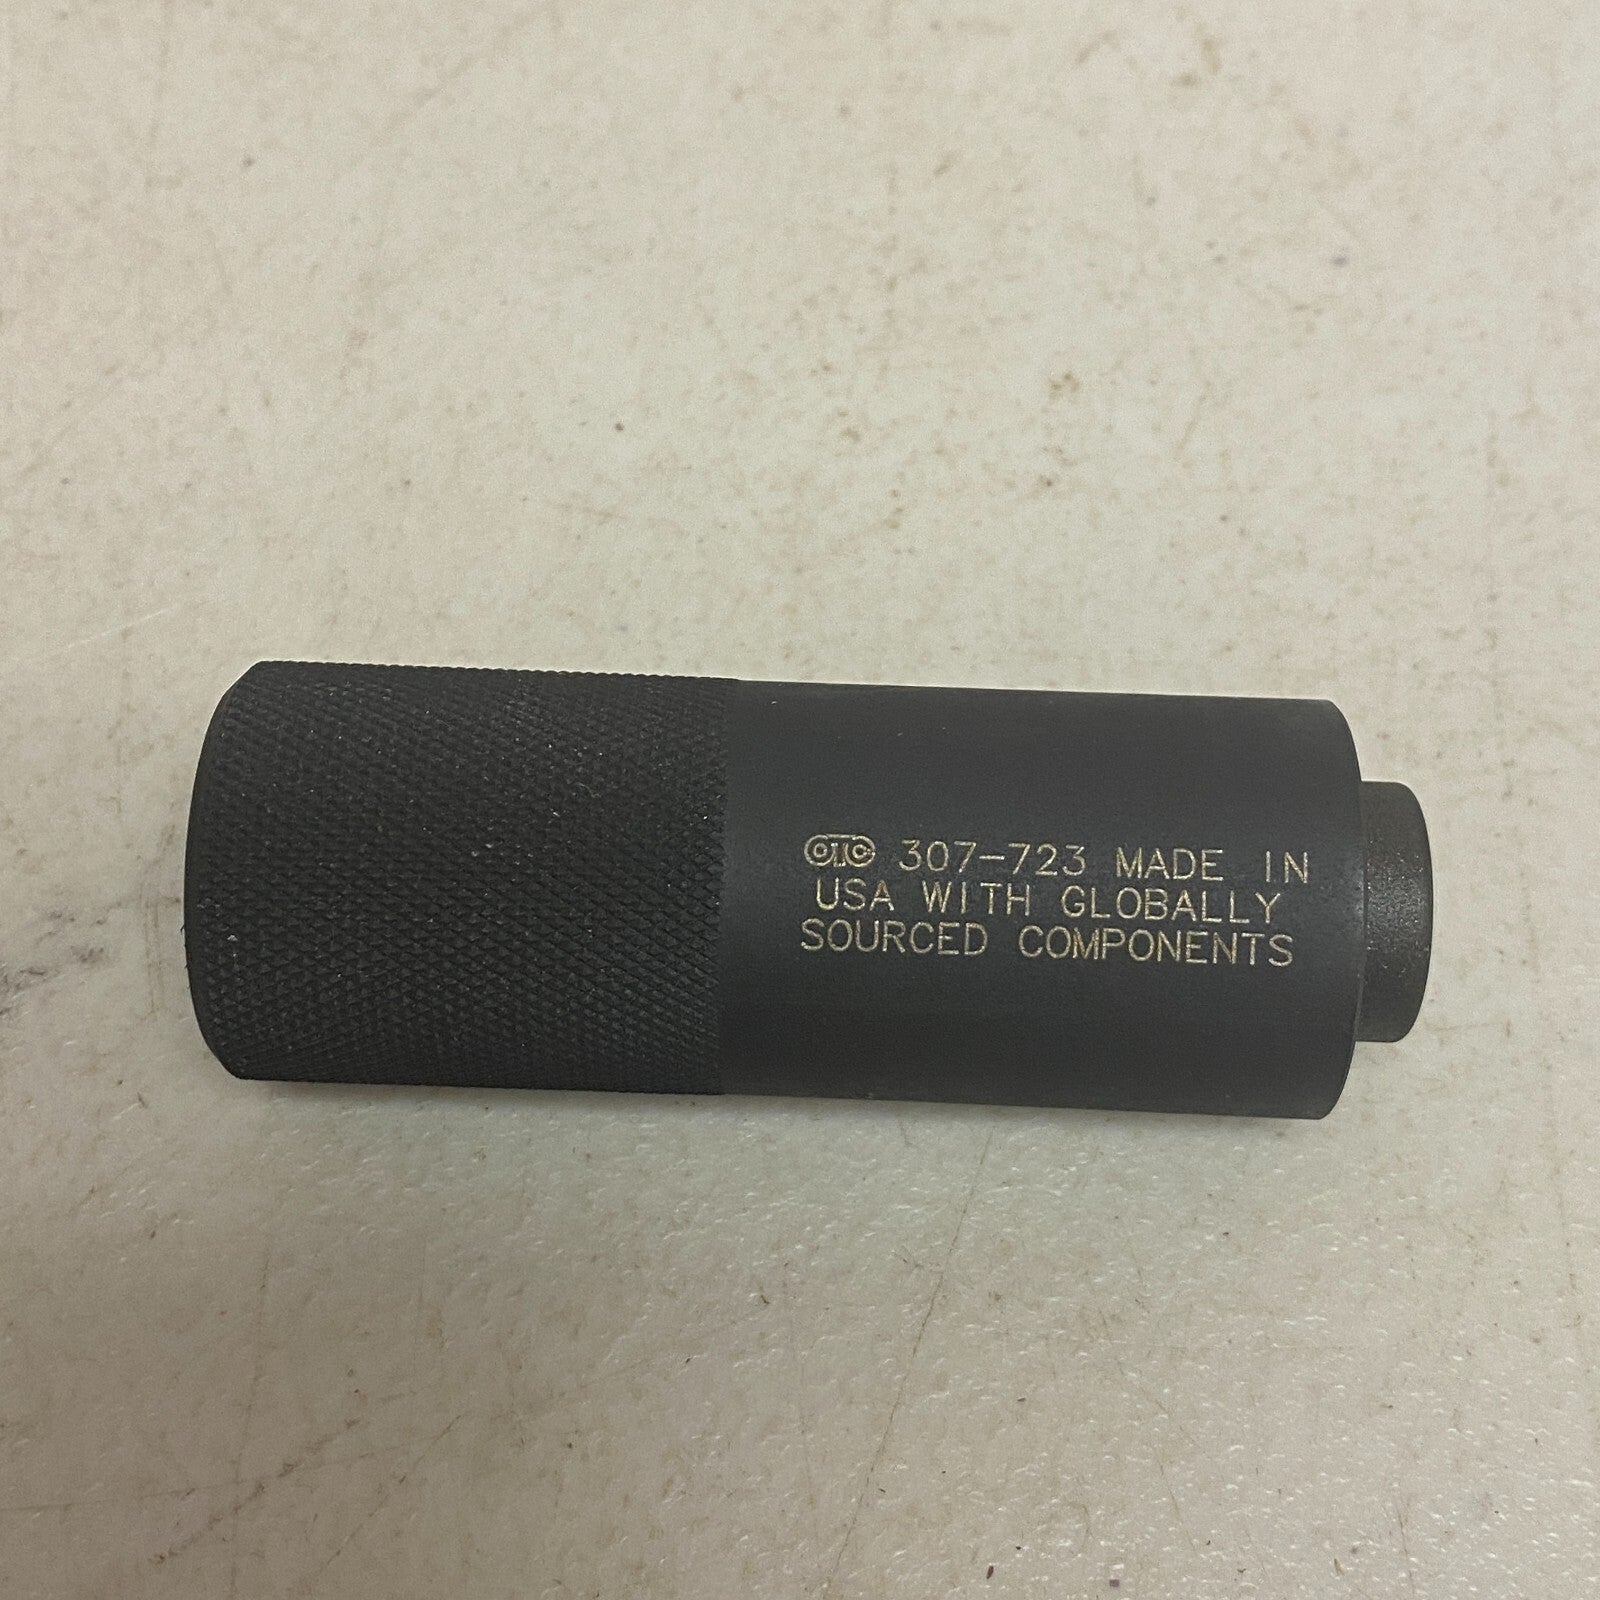 OTC 307-723 MADE IN
USA WITH GLOBALLY
SOURCED COMPONENTS